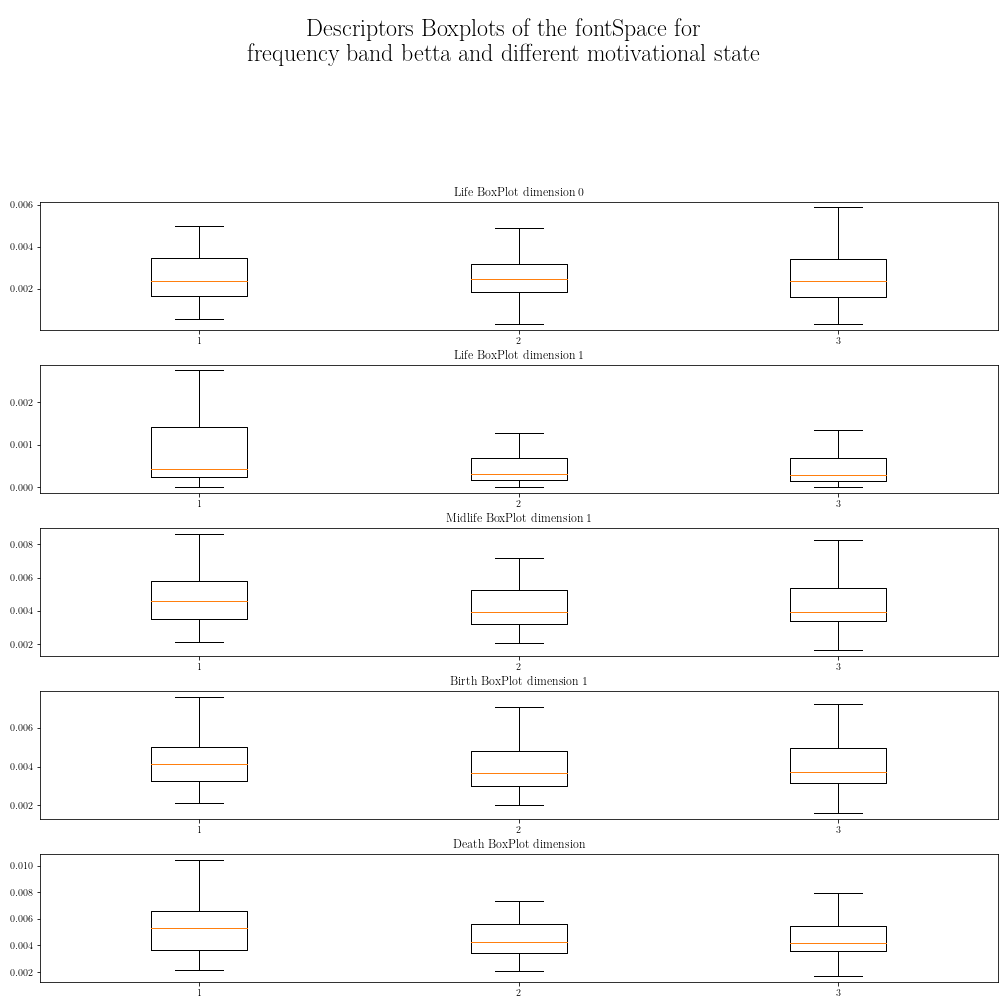 Descriptors Boxplots of the fontSpace for
frequency band betta and different motivational state
Life BoxPlot dimension 0
0.006
0.004
0.002
1 2 3
Life BoxPlot dimension 1
0.002
0.001
0.000
1 2 3
Midlife BoxPlot dimension 1
0.008
0.006
0.004
0.002
1 2 3
Birth BoxPlot dimension 1
0.006
0.004
0.002
1 2 3
Death BoxPlot dimension
0.010
0.008
0.006
0.004
0.002
1 2 3